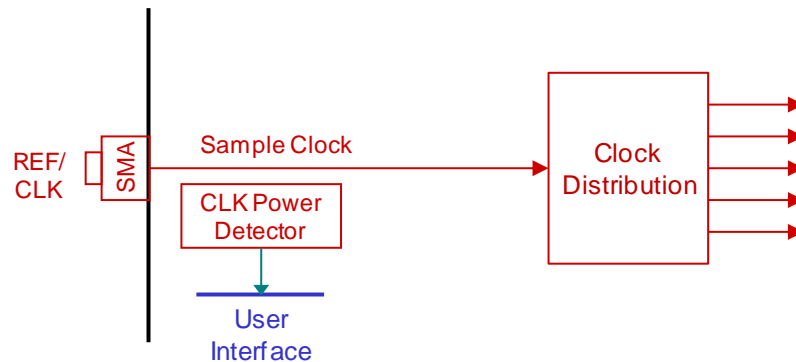 REF/
CLK
SMA
Sample Clock
CLK Power
Detector
User
Interface
Clock
Distribution